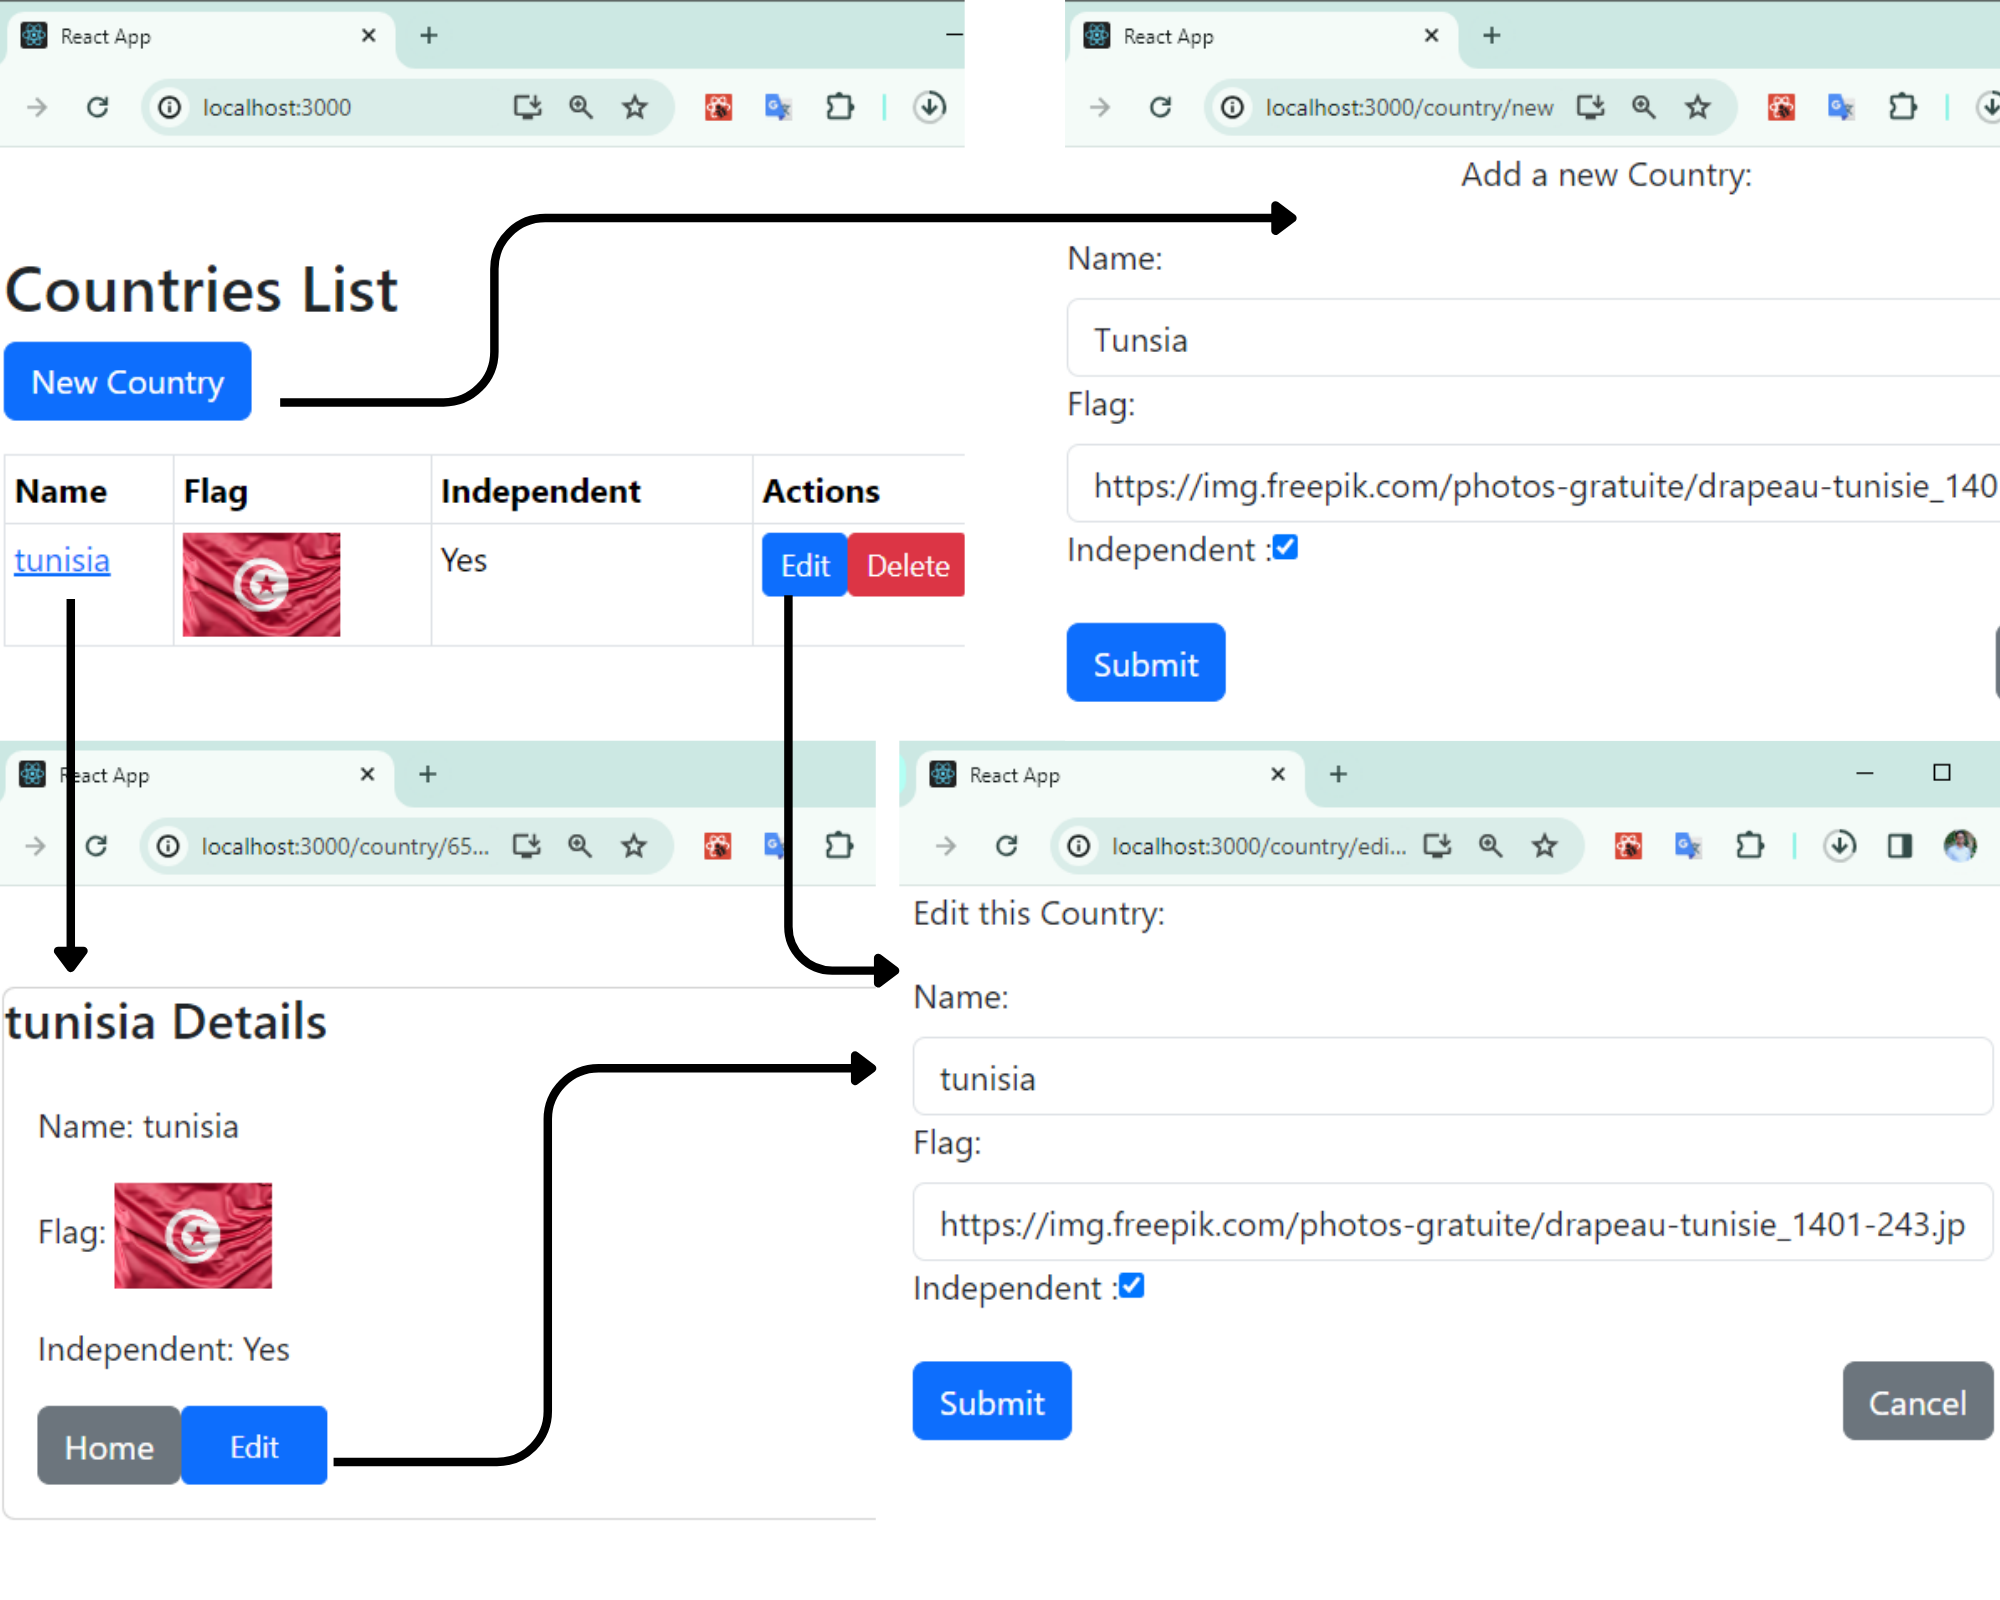 React App
localhost:3000
Countries List
New Country
Name Flag Independent Actions
tunisia Yes Edit Delete
React App
localhost:3000/country/new
Add a new Country:
Name:
Tunsia
Flag:
https://img.freepik.com/photos-gratuite/drapeau-tunisie_140
Independent :
Submit
React App
localhost:3000/country/65...
tunisia Details
Name: tunisia
Flag:
Independent: Yes
Home Edit
React App
localhost:3000/country/edi...
Edit this Country:
Name:
tunisia
Flag:
https://img.freepik.com/photos-gratuite/drapeau-tunisie_1401-243.jp
Independent :
Submit Cancel